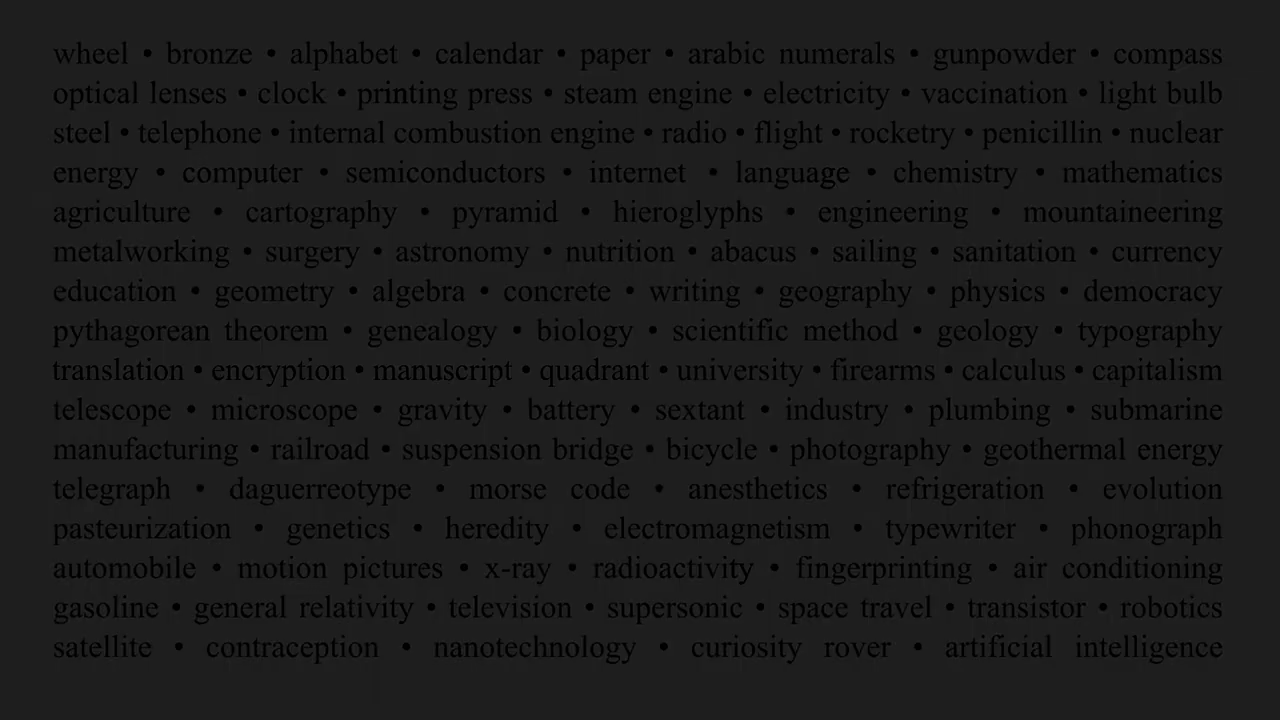 wheel • bronze • alphabet • calendar • paper • arabic numerals • gunpowder • compass
optical lenses • clock • printing press • steam engine • electricity • vaccination • light bulb
steel • telephone • internal combustion engine • radio • flight • rocketry • penicillin • nuclear
energy • computer • semiconductors • internet • language • chemistry • mathematics
agriculture • cartography • pyramid • hieroglyphs • engineering • mountaineering
metalworking • surgery • astronomy • nutrition • abacus • sailing • sanitation • currency
education • geometry • algebra • concrete • writing • geography • physics • democracy
pythagorean theorem • genealogy • biology • scientific method • geology • typography
translation • encryption • manuscript • quadrant • university • firearms • calculus • capitalism
telescope • microscope • gravity • battery • sextant • industry • plumbing • submarine
manufacturing • railroad • suspension bridge • bicycle • photography • geothermal energy
telegraph • daguerreotype • morse code • anesthetics • refrigeration • evolution
pasteurization • genetics • heredity • electromagnetism • typewriter • phonograph
automobile • motion pictures • x-ray • radioactivity • fingerprinting • air conditioning
gasoline • general relativity • television • supersonic • space travel • transistor • robotics
satellite • contraception • nanotechnology • curiosity rover • artificial intelligence